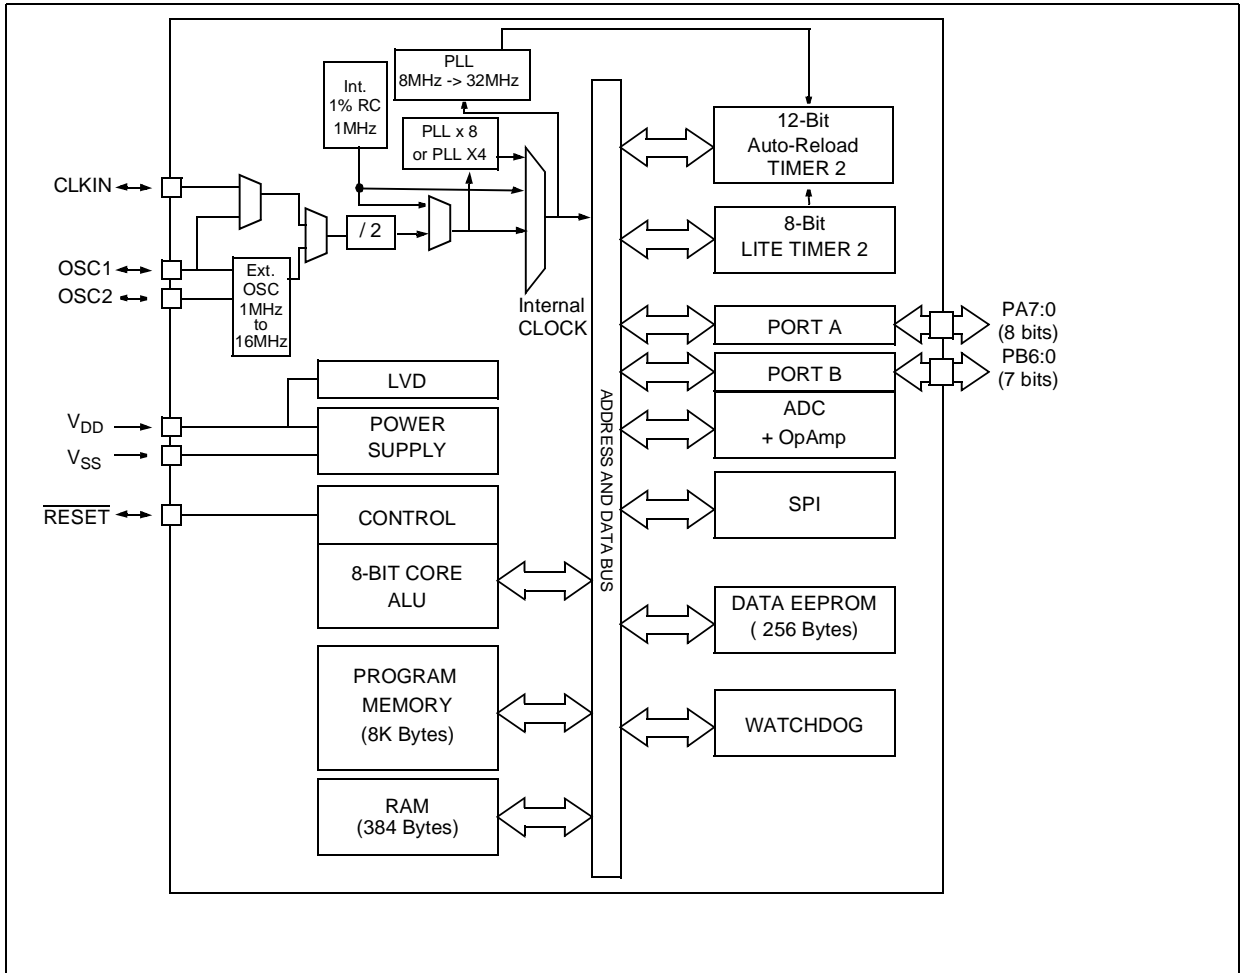 PLL
8MHz -> 32MHz
Int.
1% RC
1MHz
PLL x 8
or PLL X4
12-Bit
Auto-Reload
TIMER 2
CLKIN
/ 2
8-Bit
LITE TIMER 2
OSC1
OSC2
Ext.
OSC
1MHz
to
16MHz
Internal
CLOCK
PORT A
PA7:0
(8 bits)
PORT B
PB6:0
(7 bits)
LVD
ADC
+ OpAmp
VDD
VSS
POWER
SUPPLY
ADDRESS AND DATA BUS
RESET
CONTROL
SPI
8-BIT CORE
ALU
DATA EEPROM
( 256 Bytes)
PROGRAM
MEMORY
(8K Bytes)
WATCHDOG
RAM
(384 Bytes)